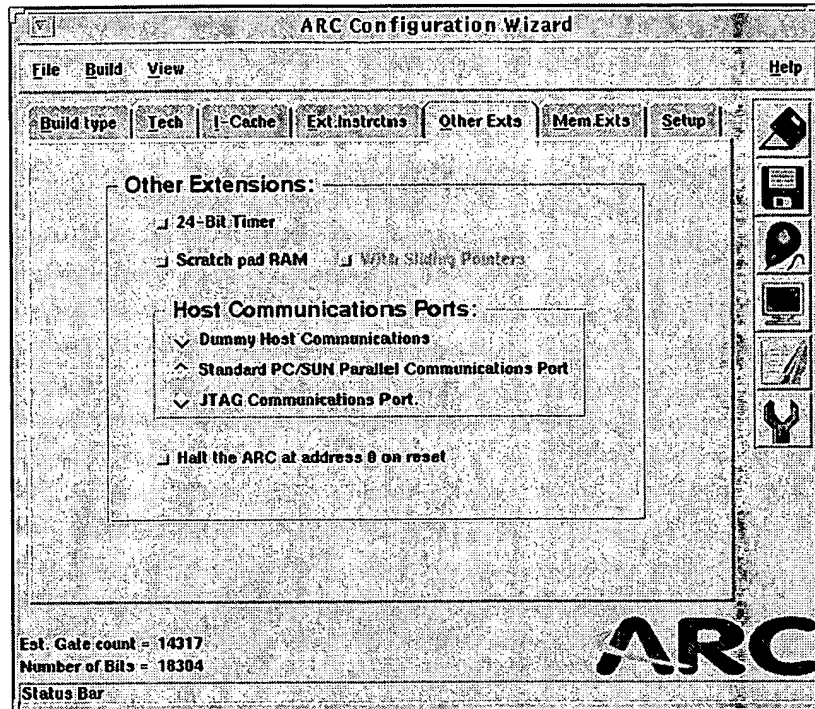 ARC Configuration Wizard
File Build View Help
Build type Tech I-Cache Ext.Instrctns Other Exts Mem.Exts Setup
Other Extensions:
24-Bit Timer
Scratch pad RAM With Sliding Pointers
Host Communications Ports:
Dummy Host Communications
Standard PC/SUN Parallel Communications Port
JTAG Communications Port.
Halt the ARC at address 0 on reset
Est. Gate count = 14317
Number of Bits = 18304
ARC
Status Bar